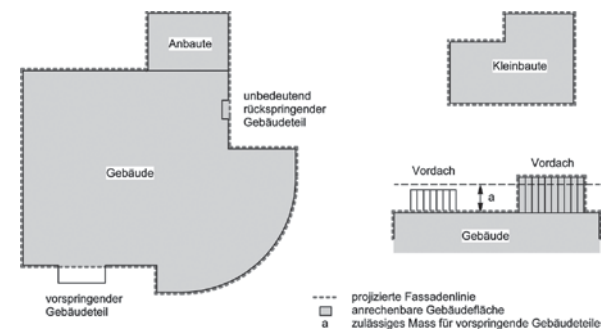 Anbaute
unbedeutend
rückspringender
Gebäudeteil
Gebäude
vorspringender
Gebäudeteil
Kleinbaute
Vordach
Vordach
a
Gebäude
projizierte Fassadenlinie
anrechenbare Gebäudefläche
a zulässiges Mass für vorspringende Gebäudeteile